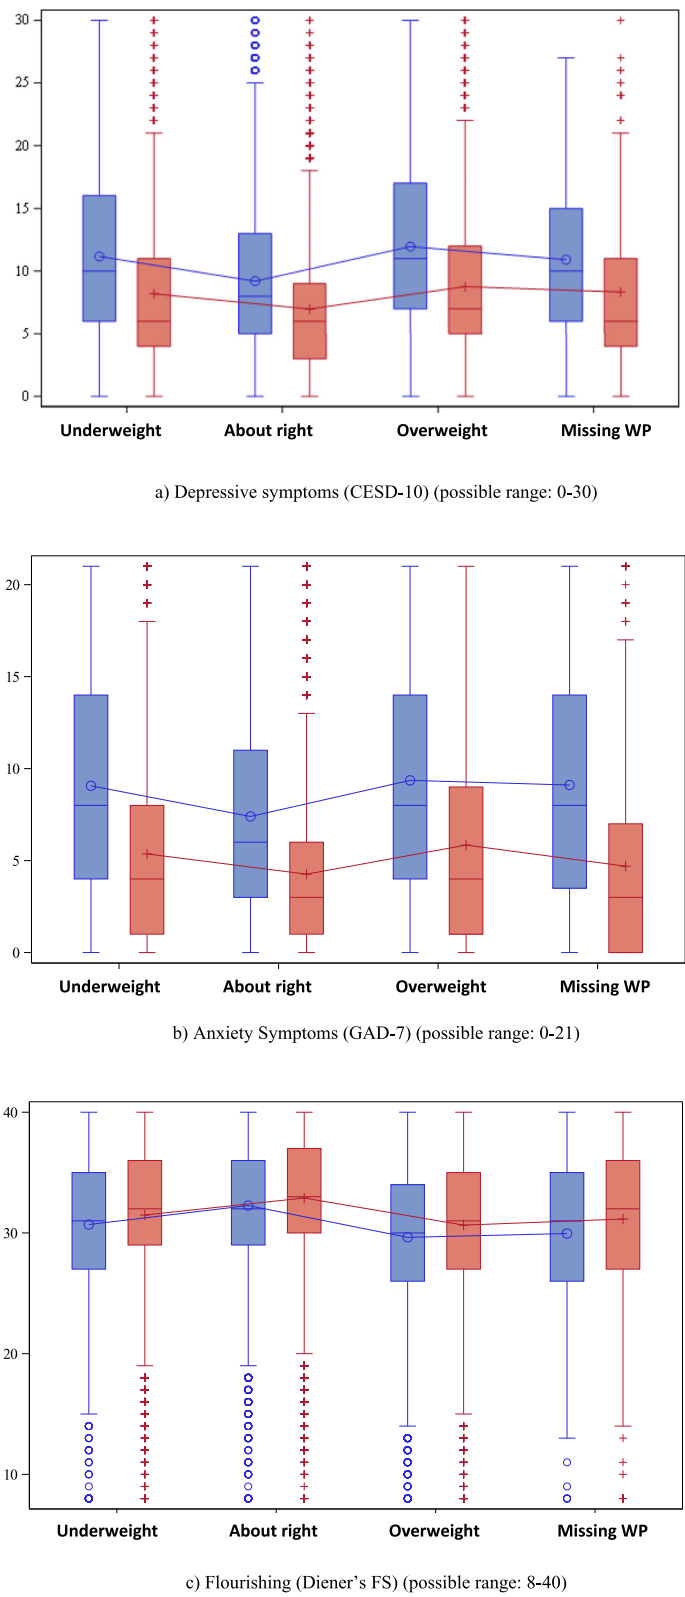 30
25
20
15
10
5
0
Underweight About right Overweight Missing WP
a) Depressive symptoms (CESD-10) (possible range: 0-30)
20
15
10
5
0
Underweight About right Overweight Missing WP
b) Anxiety Symptoms (GAD-7) (possible range: 0-21)
40
30
20
10
Underweight About right Overweight Missing WP
c) Flourishing (Diener's FS) (possible range: 8-40)